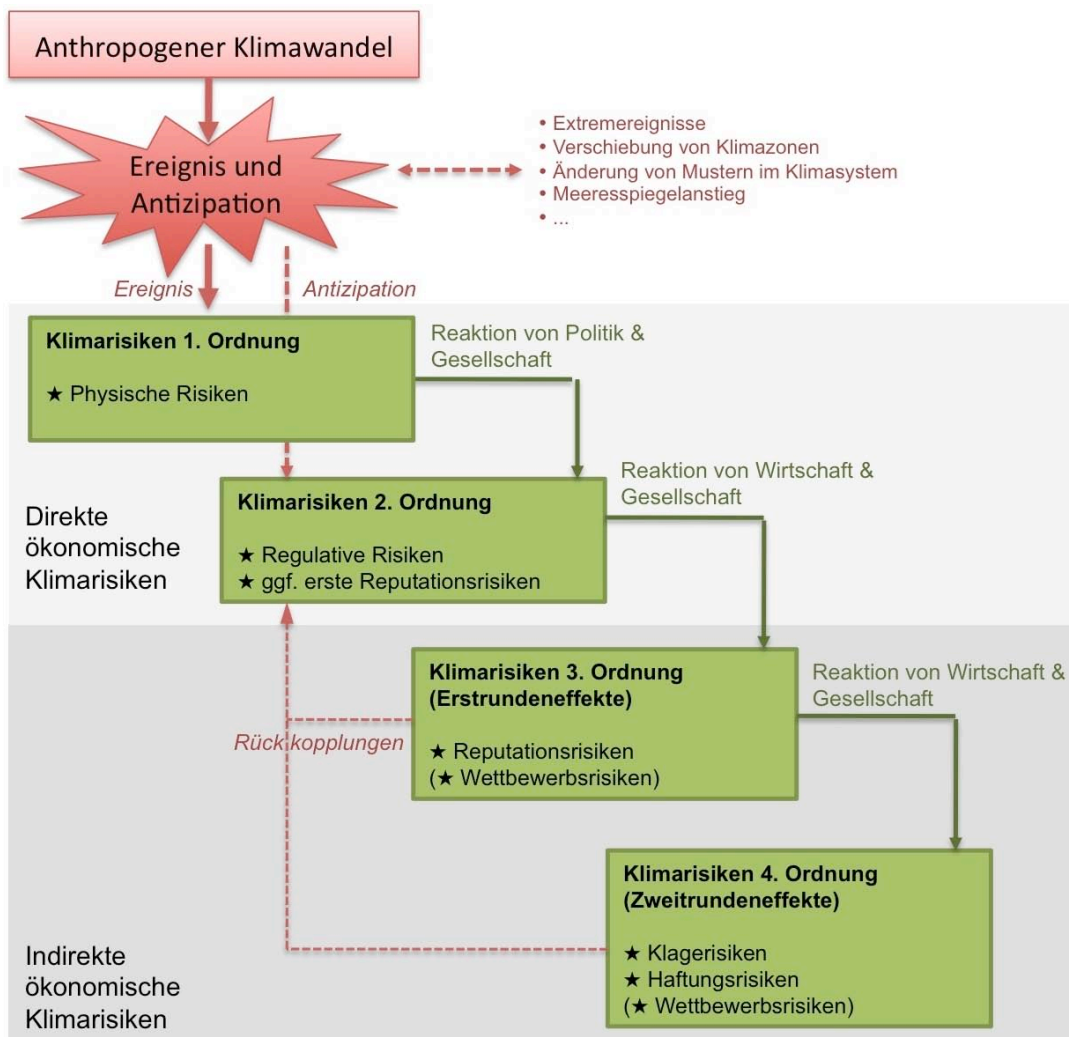 Anthropogener Klimawandel
Ereignis und
Antizipation
• Extremereignisse
• Verschiebung von Klimazonen
• Änderung von Mustern im Klimasystem
• Meeresspiegelanstieg
• ...
Ereignis
Antizipation
Klimarisiken 1. Ordnung
★ Physische Risiken
Reaktion von Politik &
Gesellschaft
Klimarisiken 2. Ordnung
★ Regulative Risiken
★ ggf. erste Reputationsrisiken
Reaktion von Wirtschaft &
Gesellschaft
Direkte
ökonomische
Klimarisiken
Klimarisiken 3. Ordnung
(Erstrundeneffekte)
★ Reputationsrisiken
(★ Wettbewerbsrisiken)
Reaktion von Wirtschaft &
Gesellschaft
Rück kopplungen
Klimarisiken 4. Ordnung
(Zweitrundeneffekte)
★ Klagerisiken
★ Haftungsrisiken
(★ Wettbewerbsrisiken)
Indirekte
ökonomische
Klimarisiken